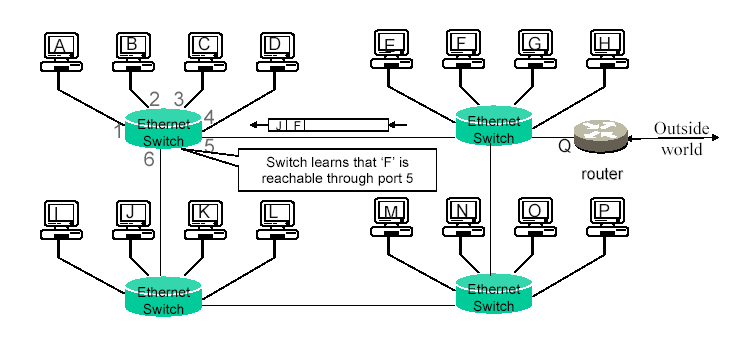 A B C D E F G H
2 3
1 4
Ethernet
Switch
5
6
J F
Ethernet
Switch
Q
Outside
world
router
Switch learns that ‘F’ is
reachable through port 5
I J K L M N O P
Ethernet
Switch
Ethernet
Switch